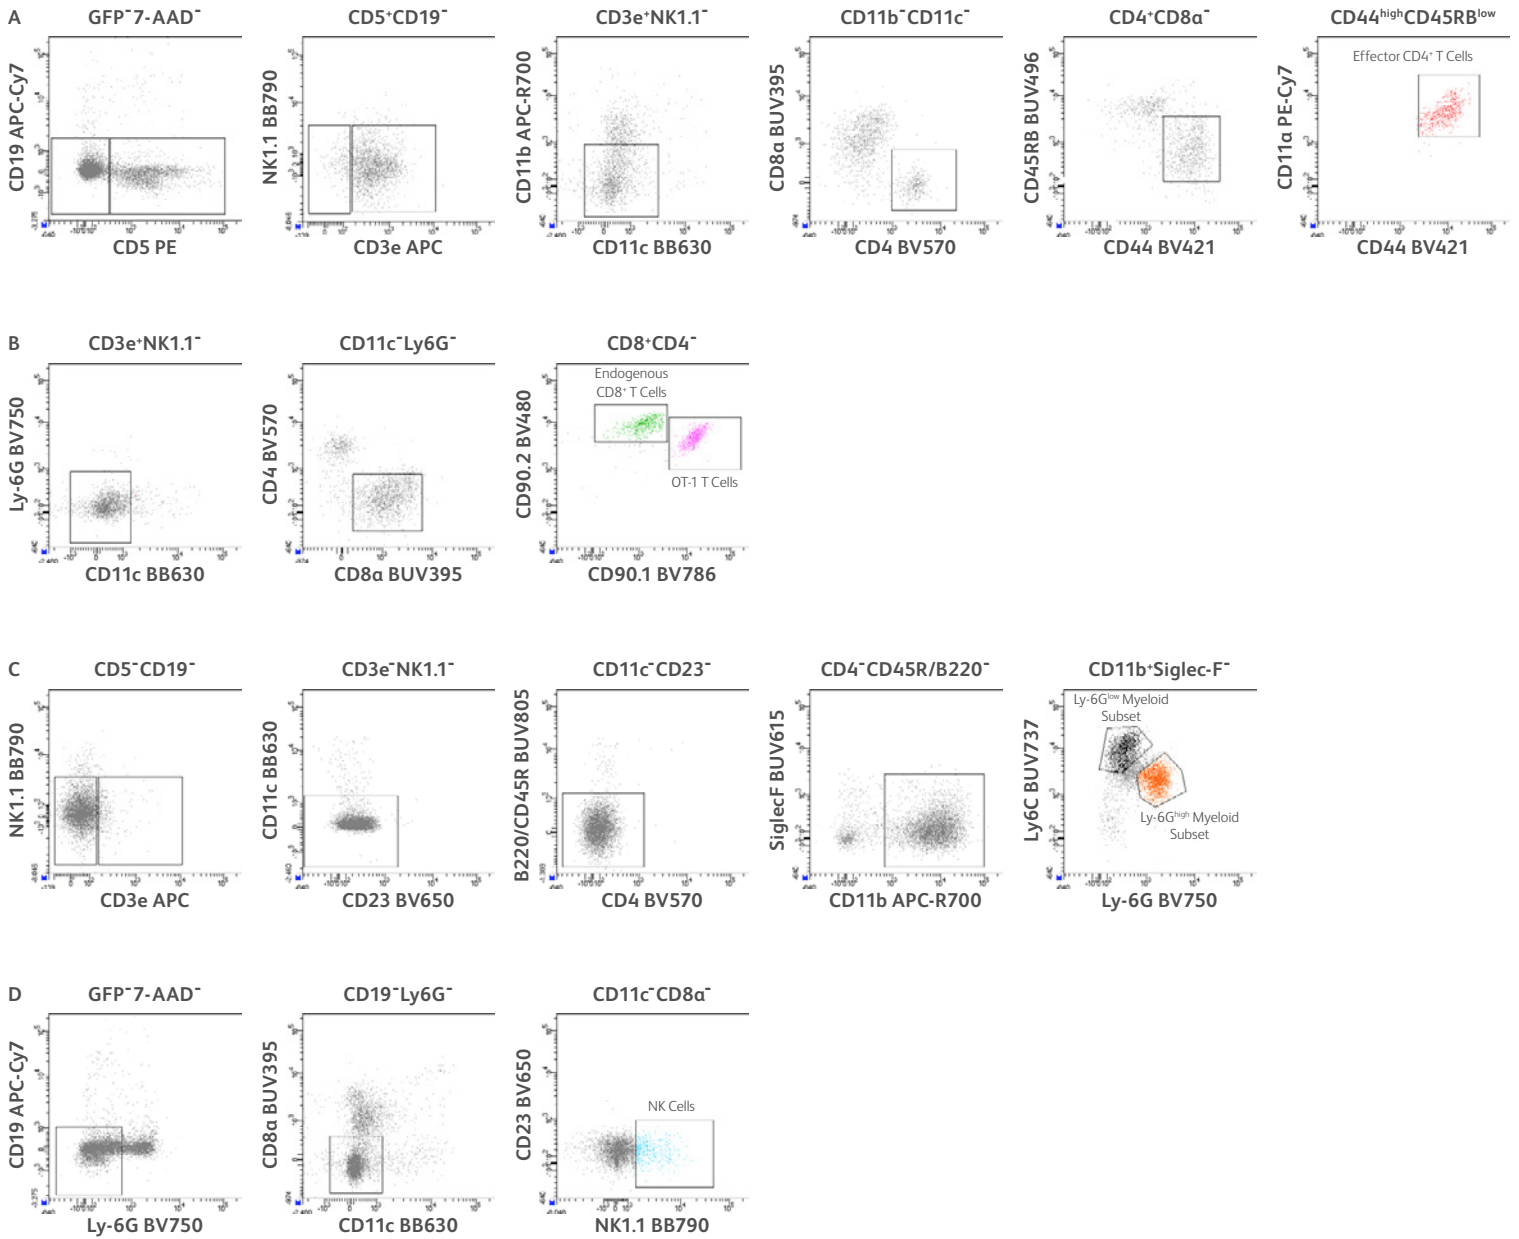 A
GFP⁻7-AAD⁻
CD19 APC-Cy7
CD5 PE
CD5⁺CD19⁻
NK1.1 BB790
CD3e APC
CD3e⁺NK1.1⁻
CD11b APC-R700
CD11c BB630
CD11b⁻CD11c⁻
CD8α BUV395
CD4 BV570
CD4⁺CD8α⁻
CD45RB BUV496
CD44 BV421
CD44ʰⁱᵍʰCD45RBˡᵒʷ
Effector CD4⁺ T Cells
CD11α PE-Cy7
CD44 BV421
B
CD3e⁺NK1.1⁻
Ly-6G BV750
CD11c BB630
CD11c⁻Ly6G⁻
CD4 BV570
CD8α BUV395
CD8⁺CD4⁻
Endogenous
CD8⁺ T Cells
OT-1 T Cells
CD90.2 BV480
CD90.1 BV786
C
CD5⁻CD19⁻
NK1.1 BB790
CD3e APC
CD3e⁻NK1.1⁻
CD11c BB630
CD23 BV650
CD11c⁻CD23⁻
B220/CD45R BUV805
CD4 BV570
CD4⁻CD45R/B220⁻
SiglecF BUV615
CD11b APC-R700
CD11b⁺Siglec-F⁻
Ly-6Gˡᵒʷ Myeloid
Subset
Ly-6Gʰⁱᵍʰ Myeloid
Subset
Ly6C BUV737
Ly-6G BV750
D
GFP⁻7-AAD⁻
CD19 APC-Cy7
Ly-6G BV750
CD19⁻Ly6G⁻
CD8α BUV395
CD11c BB630
CD11c⁻CD8α⁻
NK Cells
CD23 BV650
NK1.1 BB790